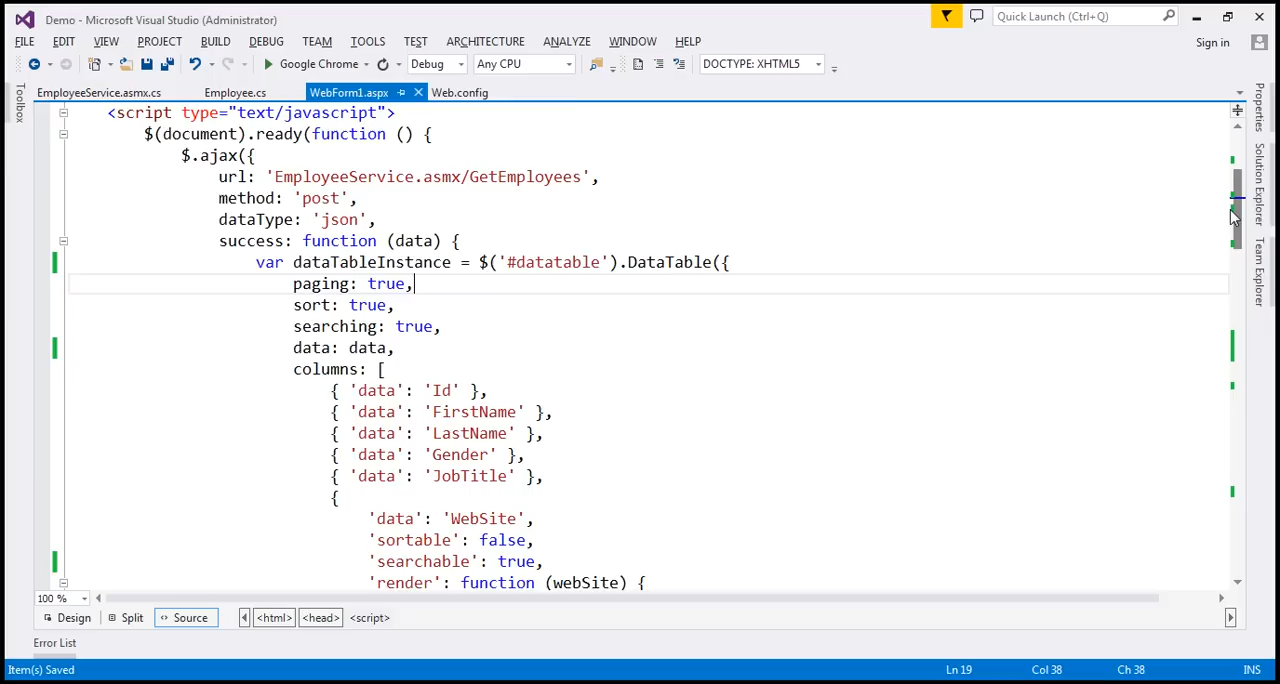 Demo - Microsoft Visual Studio (Administrator)
Quick Launch (Ctrl+Q)
FILE EDIT VIEW PROJECT BUILD DEBUG TEAM TOOLS TEST ARCHITECTURE ANALYZE WINDOW HELP
Sign in
Google Chrome Debug Any CPU DOCTYPE: XHTML5
Toolbox
EmployeeService.asmx.cs Employee.cs WebForm1.aspx Web.config
Properties
Solution Explorer
Team Explorer
<script type="text/javascript">
$(document).ready(function () {
$.ajax({
url: 'EmployeeService.asmx/GetEmployees',
method: 'post',
dataType: 'json',
success: function (data) {
var dataTableInstance = $('#datatable').DataTable({
paging: true,
sort: true,
searching: true,
data: data,
columns: [
{ 'data': 'Id' },
{ 'data': 'FirstName' },
{ 'data': 'LastName' },
{ 'data': 'Gender' },
{ 'data': 'JobTitle' },
{
'data': 'WebSite',
'sortable': false,
'searchable': true,
'render': function (webSite) {
100 %
Design Split Source <html> <head> <script>
Error List
Item(s) Saved Ln 19 Col 38 Ch 38 INS